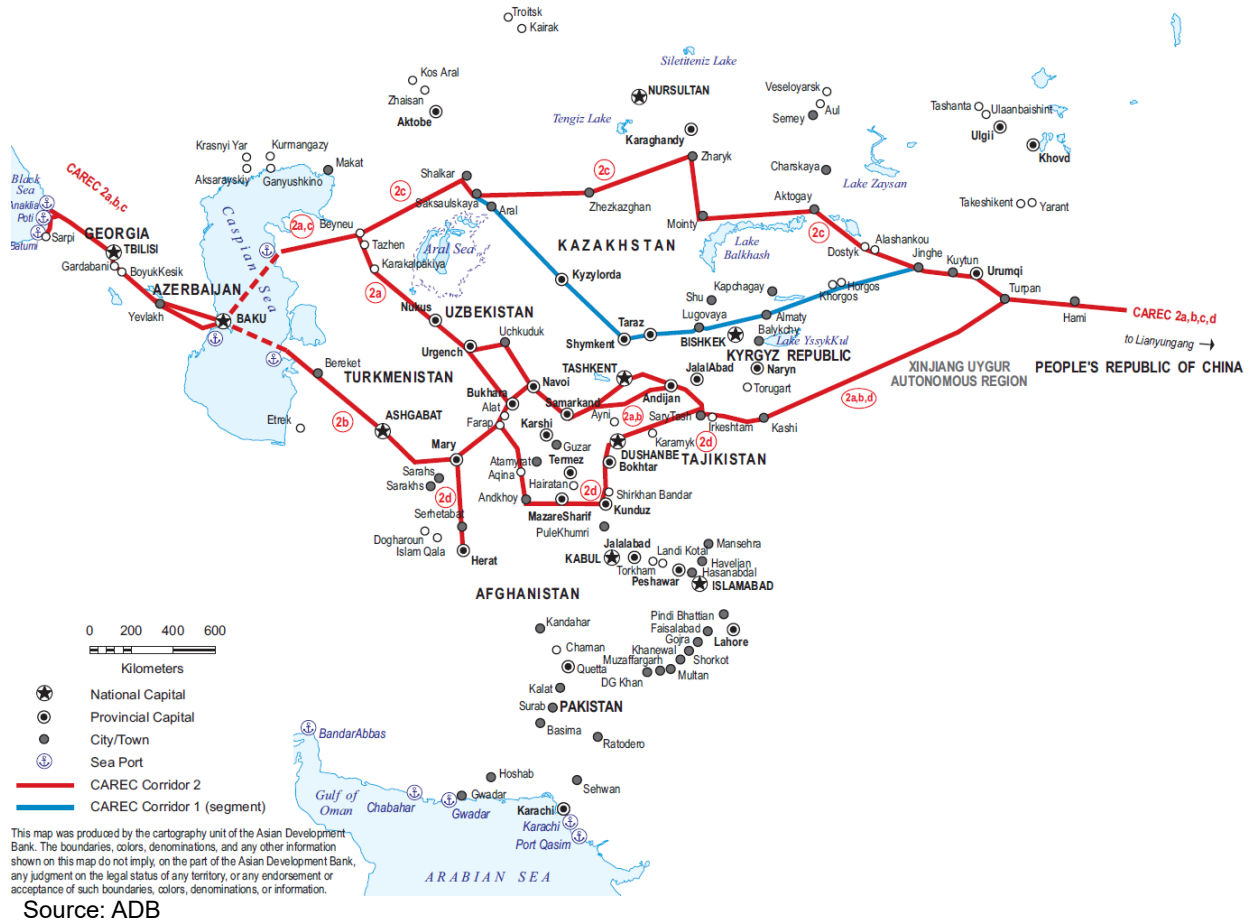 Troitsk
Kairak
Siletiteniz Lake
Kos Aral
Zhaisan
Aktobe
NURSULTAN
Tengiz Lake
Karaghandy
Veseloyarsk
Aul
Semey
Tashanta
Ulaanbaishint
Ulgii
Khovd
Krasnyi Yar
Kurmangazy
Aksarayskiy
Ganyushkino
Makat
Shalkar
2c
2c
Zharyk
Charskaya
Lake Zaysan
Takeshikent
Yarant
CAREC 2a,b,c
Black
Sea
Anaklia
Poti
Batumi
Sarpi
GEORGIA
TBILISI
Gardabani
BoyukKesik
AZERBAIJAN
Yevlakh
BAKU
Caspian Sea
2a,c
Beyneu
Tazhen
Karakalpakiya
Saksaulskaya
Aral
Aral Sea
Zhezkazghan
Mointy
Aktogay
2c
KAZAKHSTAN
Lake
Balkhash
Dostyk
Alashankou
Jinghe
Kuytun
Urumqi
Turpan
Hami
CAREC 2a,b,c,d
to Lianyungang
2a
Nukus
UZBEKISTAN
Kyzylorda
Uchkuduk
Urgench
Shu
Kapchagay
Khorgos
Horgos
Lugovaya
Taraz
Shymkent
Almaty
Balykchy
BISHKEK
Lake YssykKul
KYRGYZ REPUBLIC
XINJIANG UYGUR
AUTONOMOUS REGION
PEOPLE'S REPUBLIC OF CHINA
Bereket
TURKMENISTAN
TASHKENT
JalalAbad
Naryn
Torugart
Bukhara
Navoi
Alat
Samarkand
Andijan
2a,b,d
Etrek
2b
ASHGABAT
Farap
Karshi
Ayni
2a,b
SaryTash
Irkeshtam
Kashi
Mary
Guzar
Karamyk
2d
DUSHANBE
TAJIKISTAN
Bokhtar
Sarahs
Sarakhs
2d
Atamyrat
Termez
Aqina
Hairatan
2d
Shirkhan Bandar
Andkhoy
MazareSharif
Kunduz
Serhetabat
PuleKhumri
Dogharoun
Islam Qala
Herat
KABUL
Jalalabad
Landi Kotal
Mansehra
Havelian
Torkham
Hasanabdal
Peshawar
ISLAMABAD
AFGHANISTAN
Pindi Bhattian
Faisalabad
Gojra
Lahore
Kandahar
Khanewal
Chaman
Muzaffargarh
Shorkot
Quetta
DG Khan
Multan
Kalat
Surab
PAKISTAN
Basima
Ratodero
BandarAbbas
Hoshab
Sehwan
Gulf of
Oman
Chabahar
Gwadar
Gwadar
Karachi
Karachi
Port Qasim
ARABIAN SEA
0 200 400 600
Kilometers
National Capital
Provincial Capital
City/Town
Sea Port
CAREC Corridor 2
CAREC Corridor 1 (segment)
This map was produced by the cartography unit of the Asian Development
Bank. The boundaries, colors, denominations, and any other information
shown on this map do not imply, on the part of the Asian Development Bank,
any judgment on the legal status of any territory, or any endorsement or
acceptance of such boundaries, colors, denominations, or information.
Source: ADB